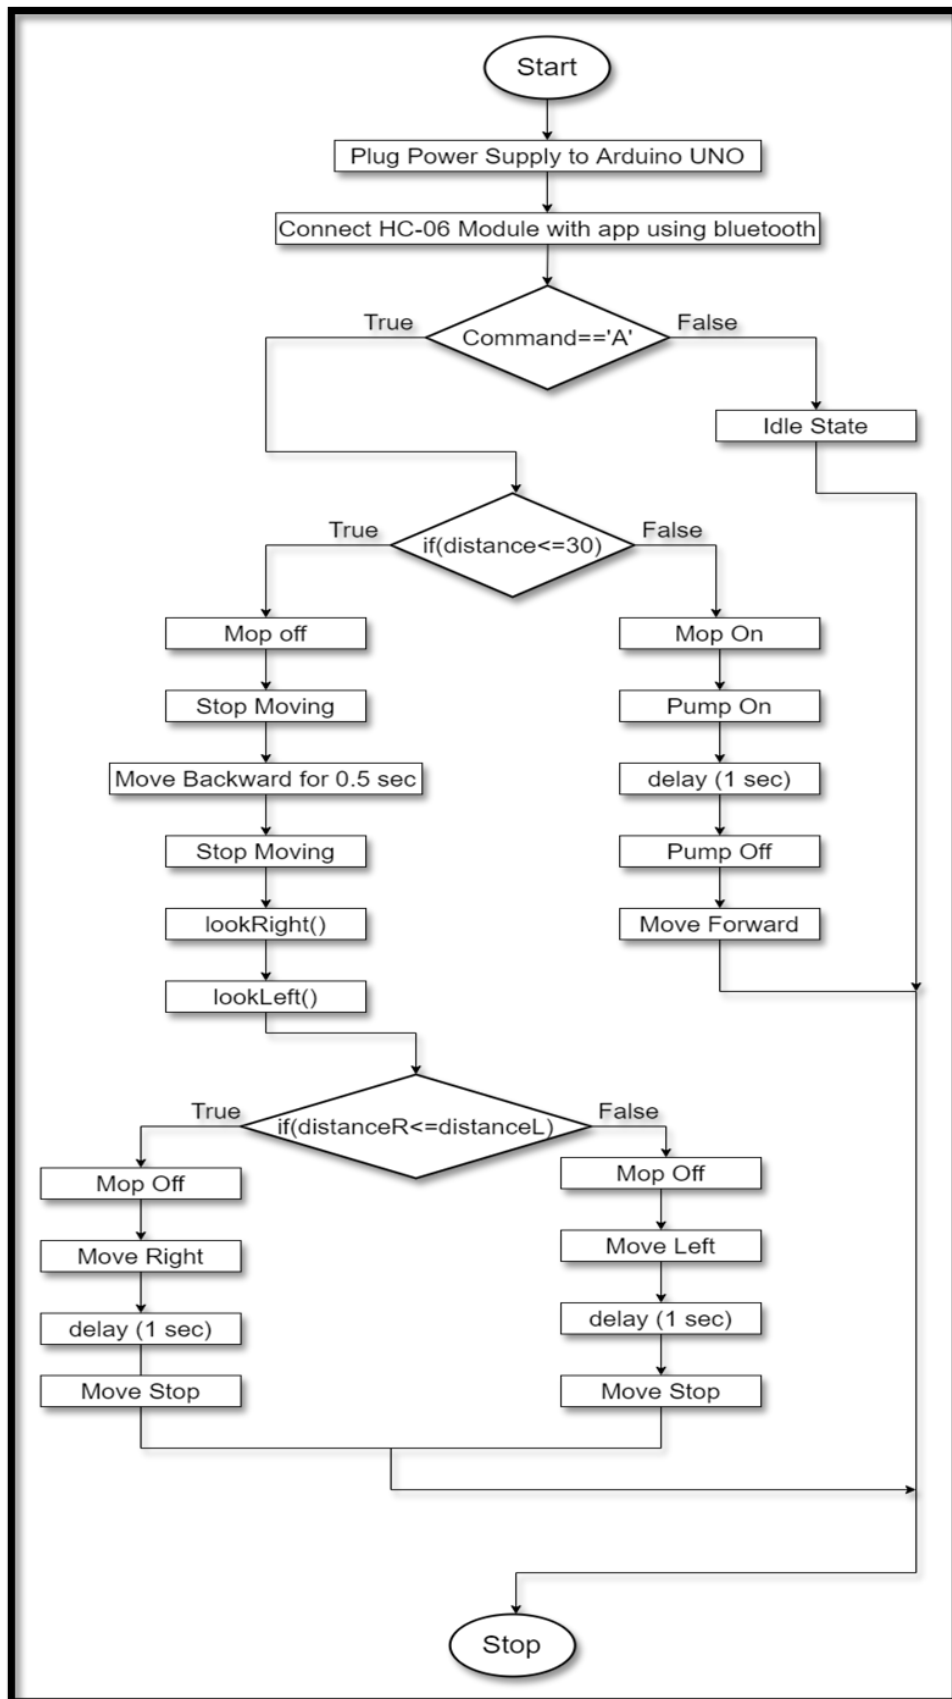 Start
Plug Power Supply to Arduino UNO
Connect HC-06 Module with app using bluetooth
True
False
Command=='A'
Idle State
True
False
if(distance<=30)
Mop off
Mop On
Stop Moving
Pump On
Move Backward for 0.5 sec
delay (1 sec)
Stop Moving
Pump Off
lookRight()
Move Forward
lookLeft()
True
False
if(distanceR<=distanceL)
Mop Off
Mop Off
Move Right
Move Left
delay (1 sec)
delay (1 sec)
Move Stop
Move Stop
Stop